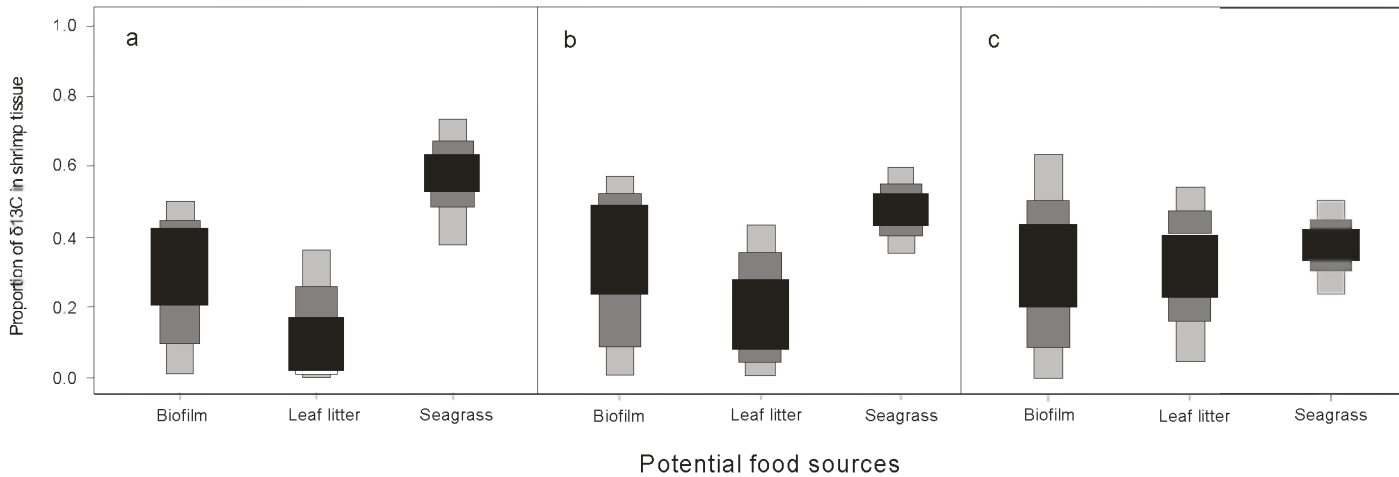 Proportion of δ13C in shrimp tissue
1.0
0.8
0.6
0.4
0.2
0.0
a
b
c
Biofilm
Leaf litter
Seagrass
Biofilm
Leaf litter
Seagrass
Biofilm
Leaf litter
Seagrass
Potential food sources